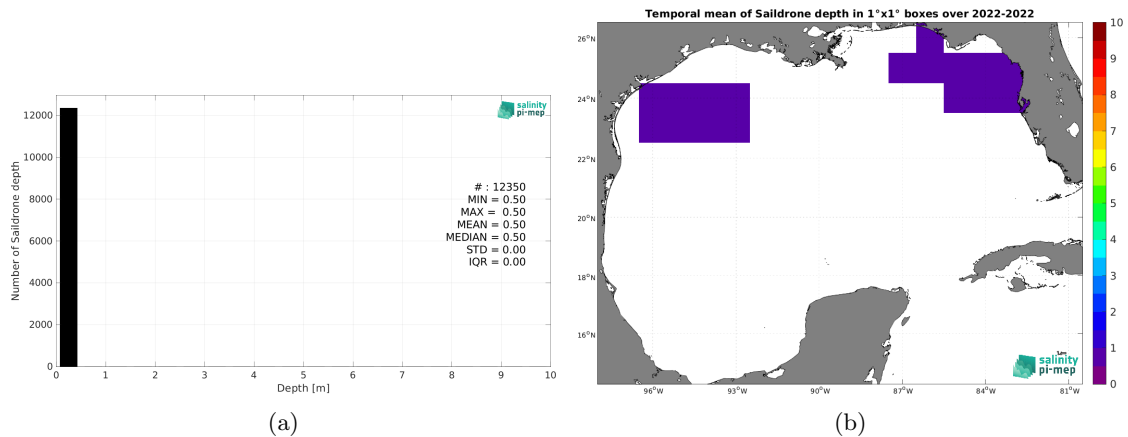 12000
10000
8000
6000
4000
2000
0
Number of Saildrone depth
salinity
pi-mep
# : 12350
MIN = 0.50
MAX = 0.50
MEAN = 0.50
MEDIAN = 0.50
STD = 0.00
IQR = 0.00
0 1 2 3 4 5 6 7 8 9 10
Depth [m]
(a)
Temporal mean of Saildrone depth in 1°x1° boxes over 2022-2022
26°N
24°N
22°N
20°N
18°N
16°N
96°W 93°W 90°W 87°W 84°W 81°W
salinity
pi-mep
10
9
8
7
6
5
4
3
2
1
0
(b)